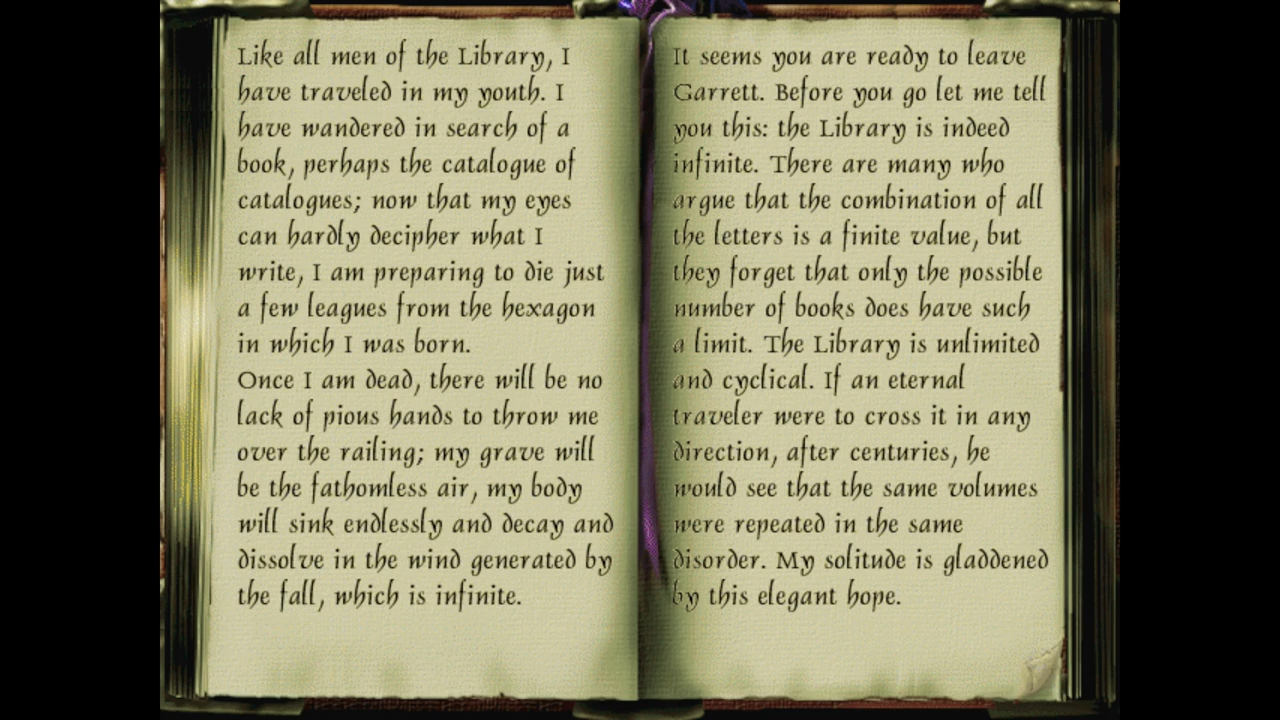 Like all men of the Library, I
have traveled in my youth. I
have wandered in search of a
book, perhaps the catalogue of
catalogues; now that my eyes
can hardly decipher what I
write, I am preparing to die just
a few leagues from the hexagon
in which I was born.
Once I am dead, there will be no
lack of pious hands to throw me
over the railing; my grave will
be the fathomless air, my body
will sink endlessly and decay and
dissolve in the wind generated by
the fall, which is infinite.
It seems you are ready to leave
Garrett. Before you go let me tell
you this: the Library is indeed
infinite. There are many who
argue that the combination of all
the letters is a finite value, but
they forget that only the possible
number of books does have such
a limit. The Library is unlimited
and cyclical. If an eternal
traveler were to cross it in any
direction, after centuries, he
would see that the same volumes
were repeated in the same
disorder. My solitude is gladdened
by this elegant hope.